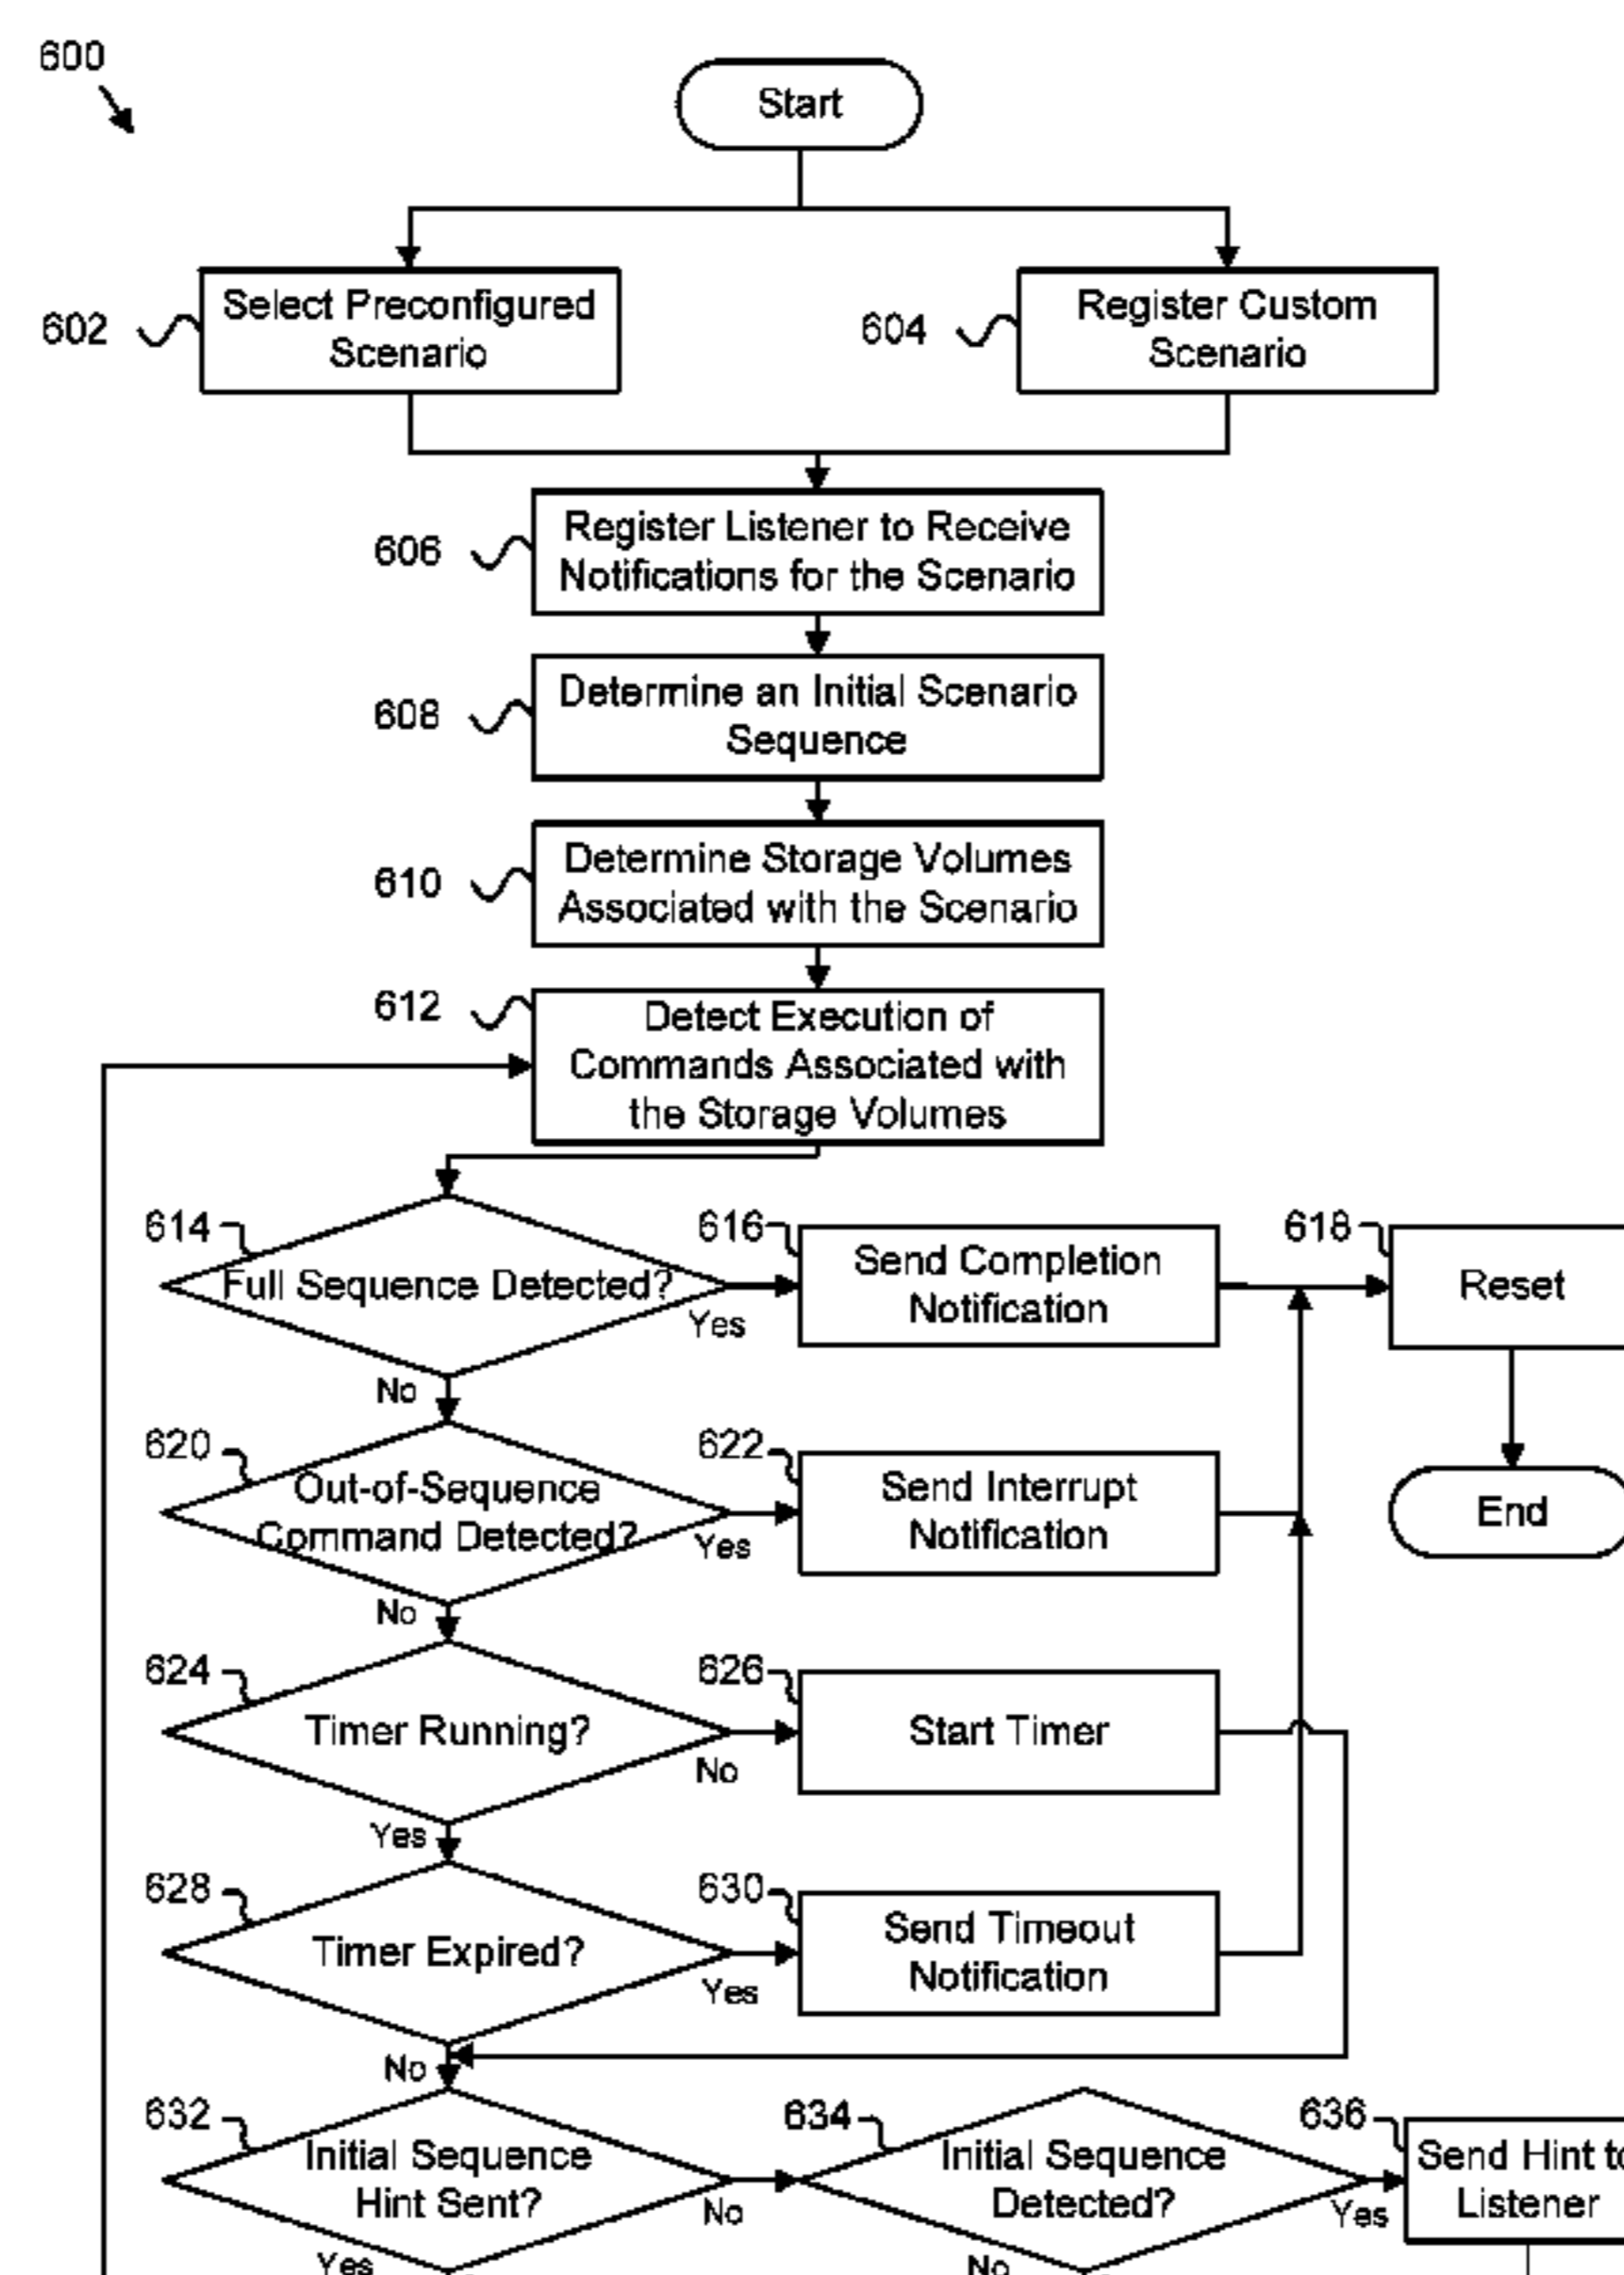 600
Start
602
Select Preconfigured
Scenario
604
Register Custom
Scenario
606
Register Listener to Receive
Notifications for the Scenario
608
Determine an Initial Scenario
Sequence
610
Determine Storage Volumes
Associated with the Scenario
612
Detect Execution of
Commands Associated with
the Storage Volumes
614
Full Sequence Detected?
Yes
No
616
Send Completion
Notification
618
Reset
620
Out-of-Sequence
Command Detected?
Yes
No
622
Send Interrupt
Notification
End
624
Timer Running?
No
Yes
626
Start Timer
628
Timer Expired?
Yes
No
630
Send Timeout
Notification
632
Initial Sequence
Hint Sent?
No
Yes
634
Initial Sequence
Detected?
Yes
No
636
Send Hint to
Listener